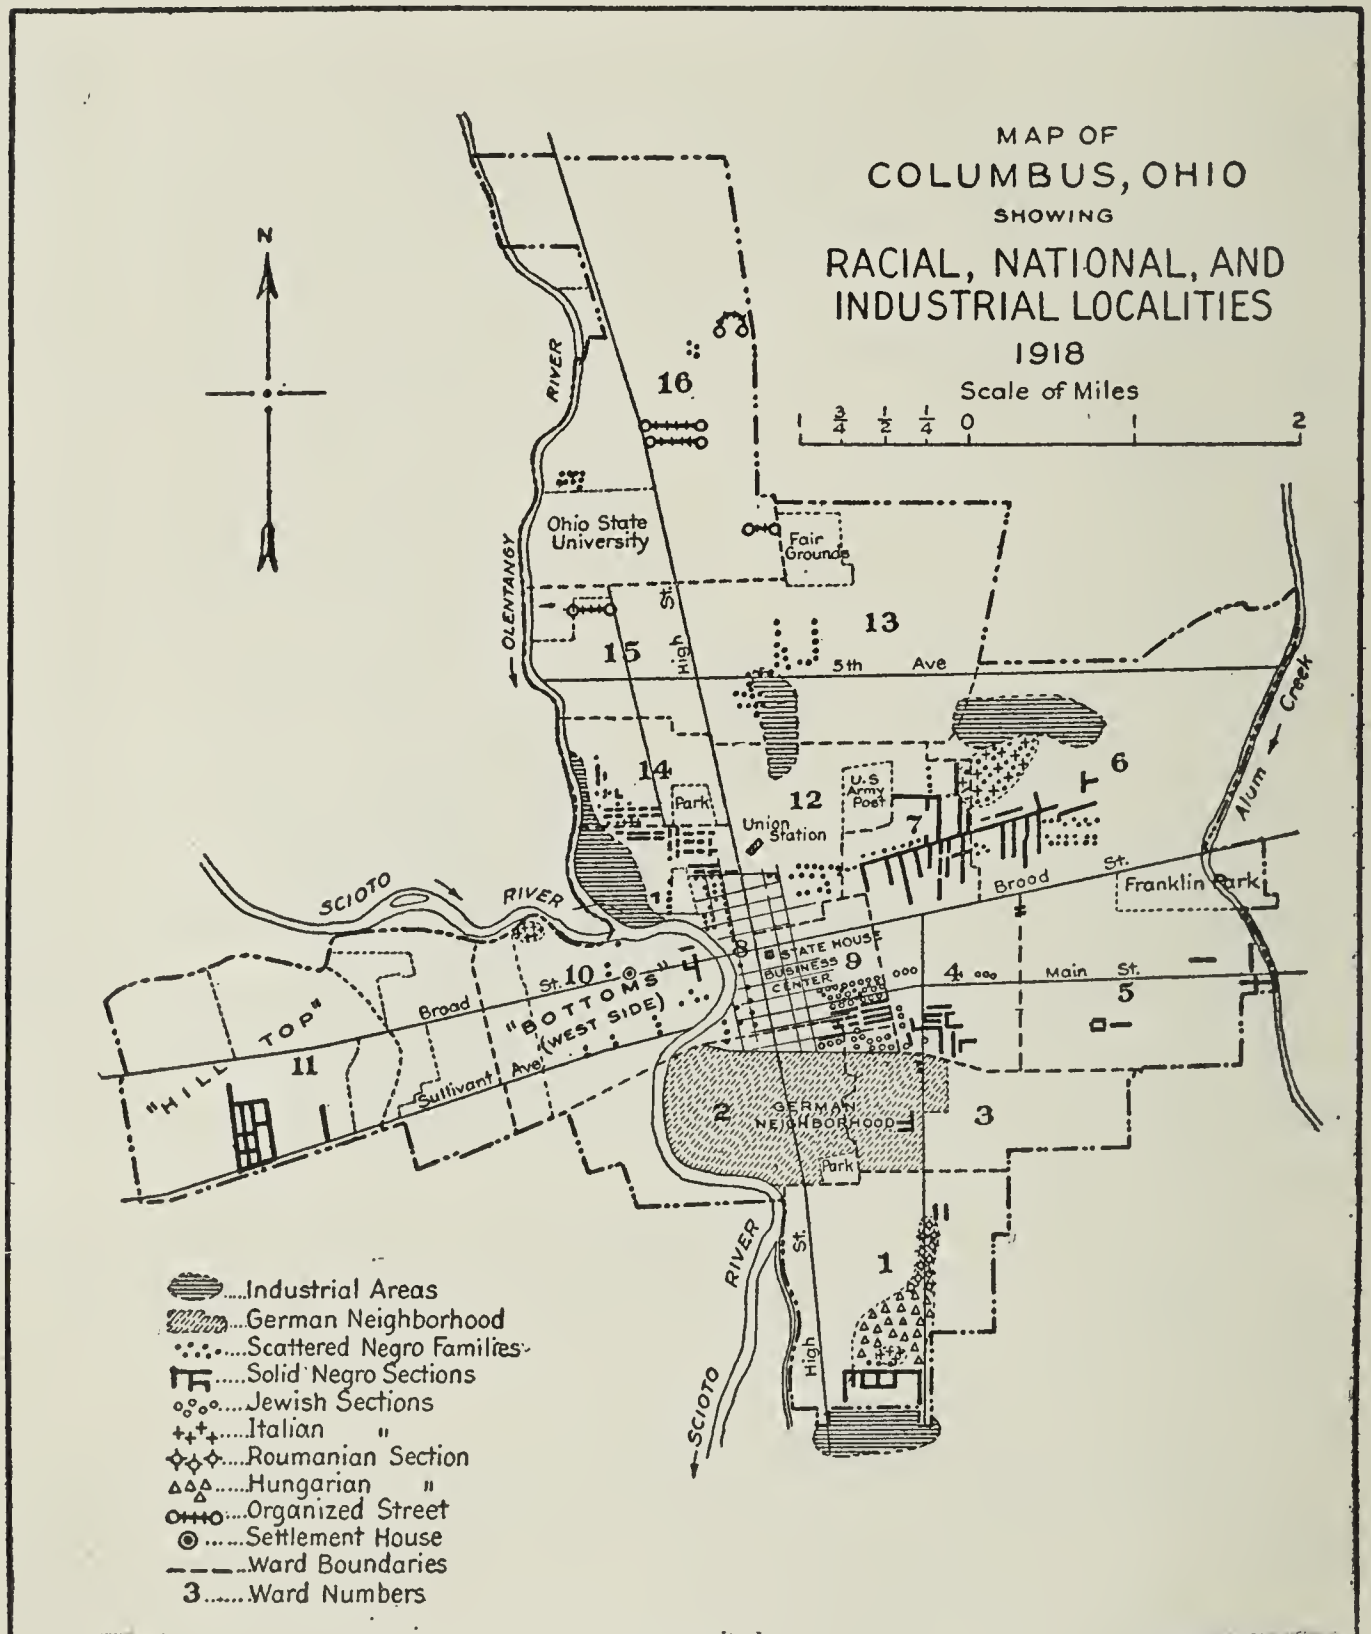 MAP OF
COLUMBUS, OHIO
SHOWING
RACIAL, NATIONAL, AND
INDUSTRIAL LOCALITIES
1918
Scale of Miles
1 3/4 1/2 1/4 0 1 2
N
RIVER
16
Ohio State
University
Fair
Grounds
OLENTANGY
St.
High
15
13
5th Ave
Alum Creek
14
Park
12
U.S
Army
Post
7
6
Union
Station
SCIOTO RIVER
Broad St.
Franklin Park
8
STATE HOUSE
BUSINESS
CENTER
9
4
Main St.
5
10
Broad St.
"BOTTOMS"
(WEST SIDE)
"HILL TOP"
11
Sullivant Ave
2
GERMAN
NEIGHBORHOOD
3
Park
RIVER
St.
1
High
SCIOTO
Industrial Areas
German Neighborhood
Scattered Negro Families
Solid Negro Sections
Jewish Sections
Italian "
Roumanian Section
Hungarian "
Organized Street
Settlement House
Ward Boundaries
3 Ward Numbers